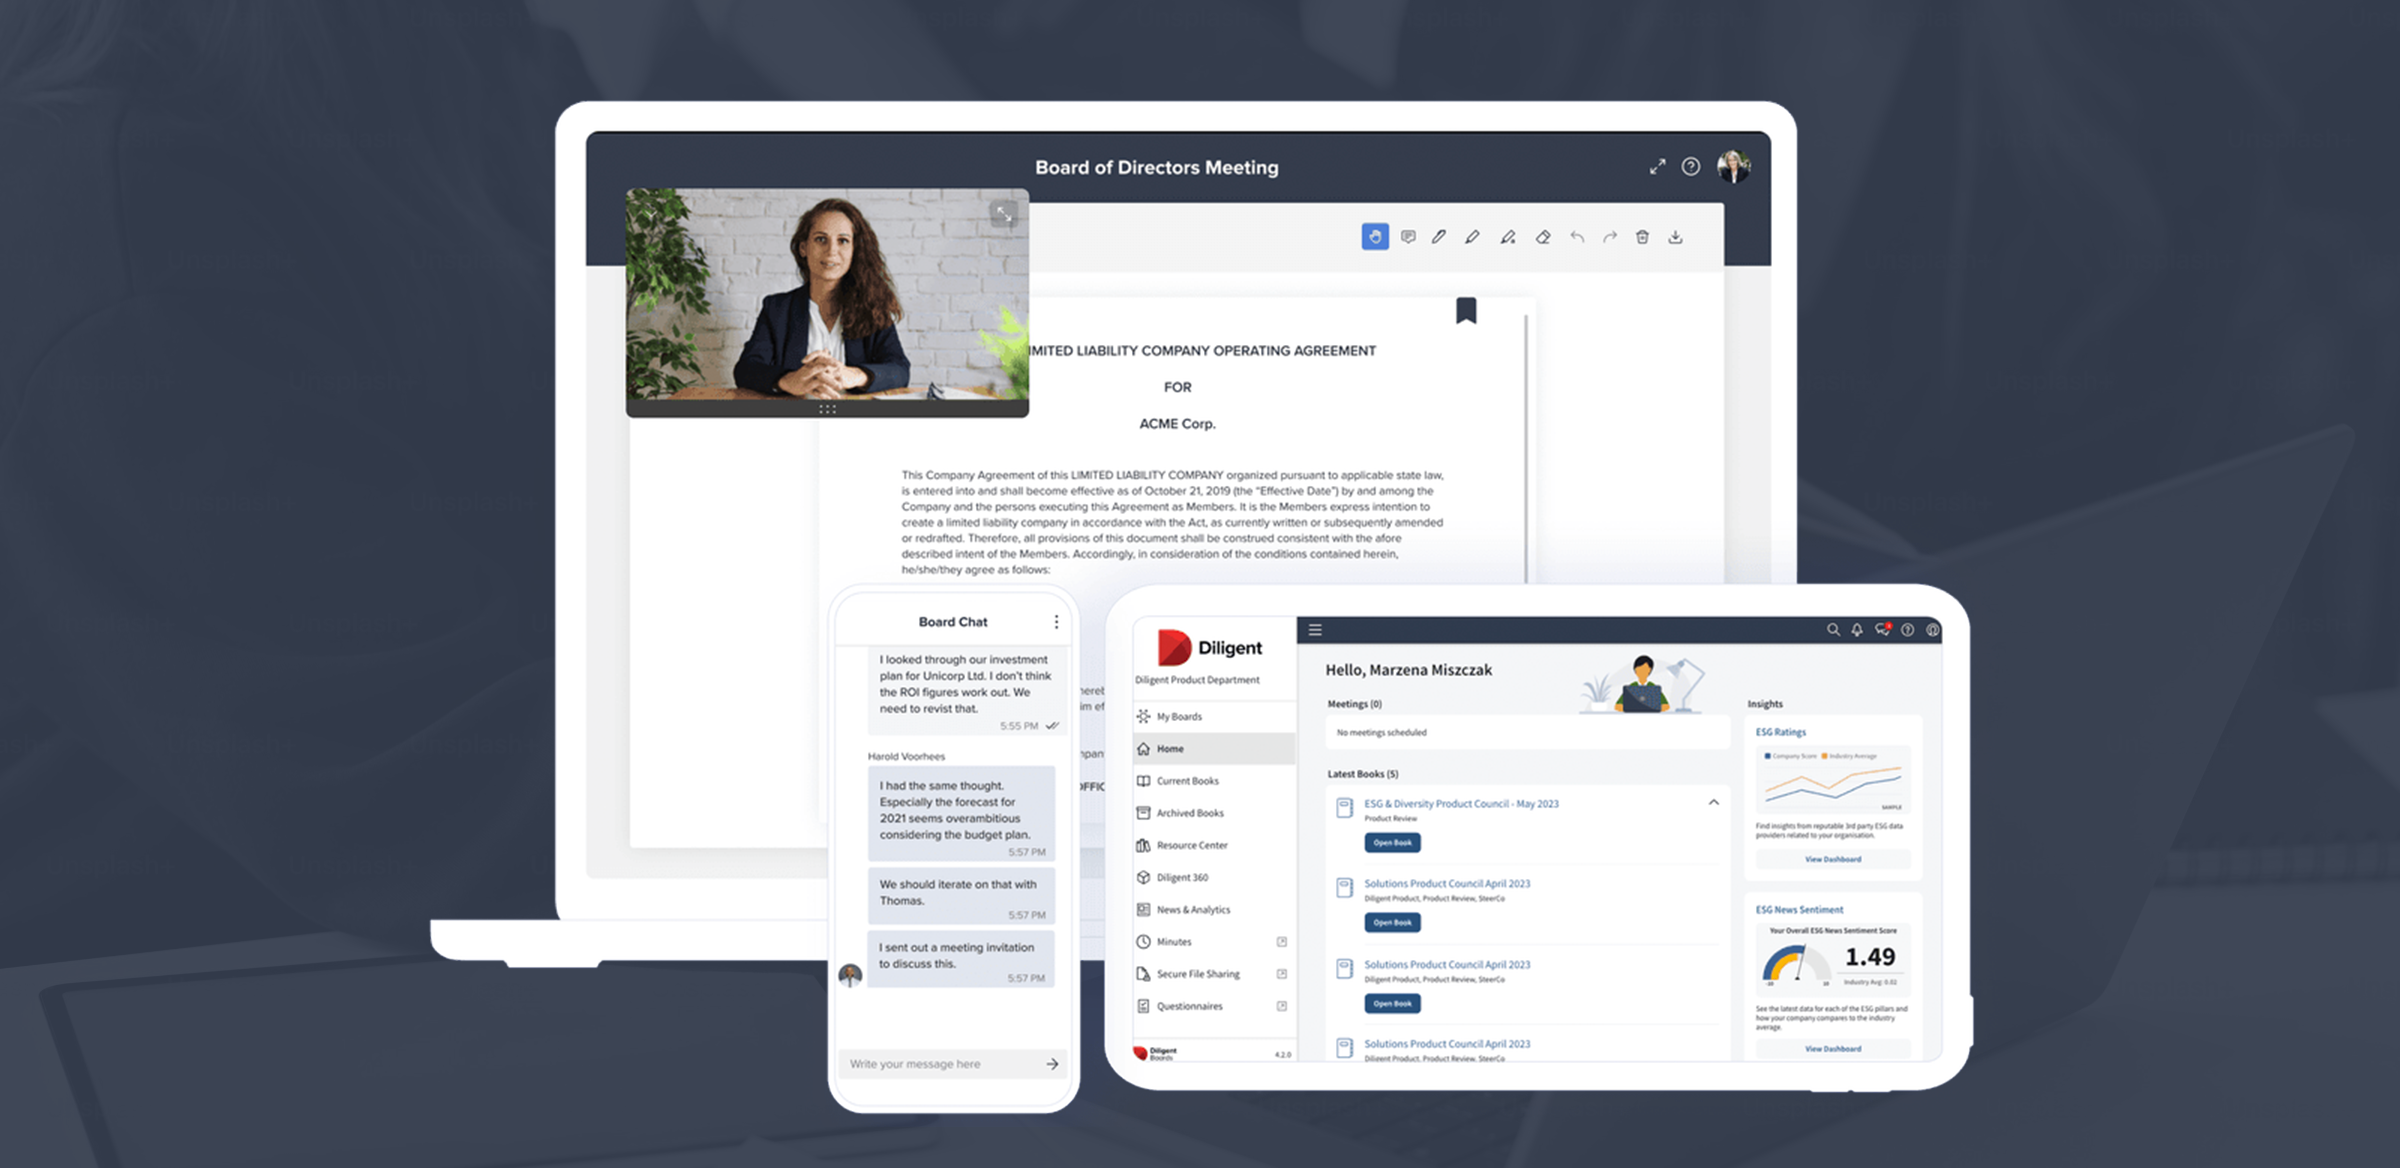 Board of Directors Meeting
IMITED LIABILITY COMPANY OPERATING AGREEMENT
FOR
ACME Corp.
This Company Agreement of this LIMITED LIABILITY COMPANY organized pursuant to applicable state law,
is entered into and shall become effective as of October 21, 2019 (the “Effective Date”) by and among the
Company and the persons executing this Agreement as Members. It is the Members express intention to
create a limited liability company in accordance with the Act, as currently written or subsequently amended
or redrafted. Therefore, all provisions of this document shall be construed consistent with the afore
described intent of the Members. Accordingly, in consideration of the conditions contained herein,
he/she/they agree as follows:
Board Chat
I looked through our investment
plan for Unicorp Ltd. I don't think
the ROI figures work out. We
need to revist that.
5:55 PM
Harold Voorhees
I had the same thought.
Especially the forecast for
2021 seems overambitious
considering the budget plan.
5:57 PM
We should iterate on that with
Thomas.
5:57 PM
I sent out a meeting invitation
to discuss this.
5:57 PM
Write your message here
Diligent
Diligent Product Department
My Boards
Home
Current Books
Archived Books
Resource Center
Diligent 360
News & Analytics
Minutes
Secure File Sharing
Questionnaires
Diligent
Boards
4.2.0
Hello, Marzena Miszczak
Meetings (0)
No meetings scheduled
Latest Books (5)
ESG & Diversity Product Council - May 2023
Product Review
Open Book
Solutions Product Council April 2023
Diligent Product, Product Review, SteerCo
Open Book
Solutions Product Council April 2023
Diligent Product, Product Review, SteerCo
Open Book
Solutions Product Council April 2023
Diligent Product, Product Review, SteerCo
Insights
ESG Ratings
Company Score Industry Average
SAMPLE
Find insights from reputable 3rd party ESG data
providers related to your organisation.
View Dashboard
ESG News Sentiment
Your Overall ESG News Sentiment Score
1.49
-10 10
Industry Avg: 0.02
See the latest data for each of the ESG pillars and
how your company compares to the industry
average.
View Dashboard